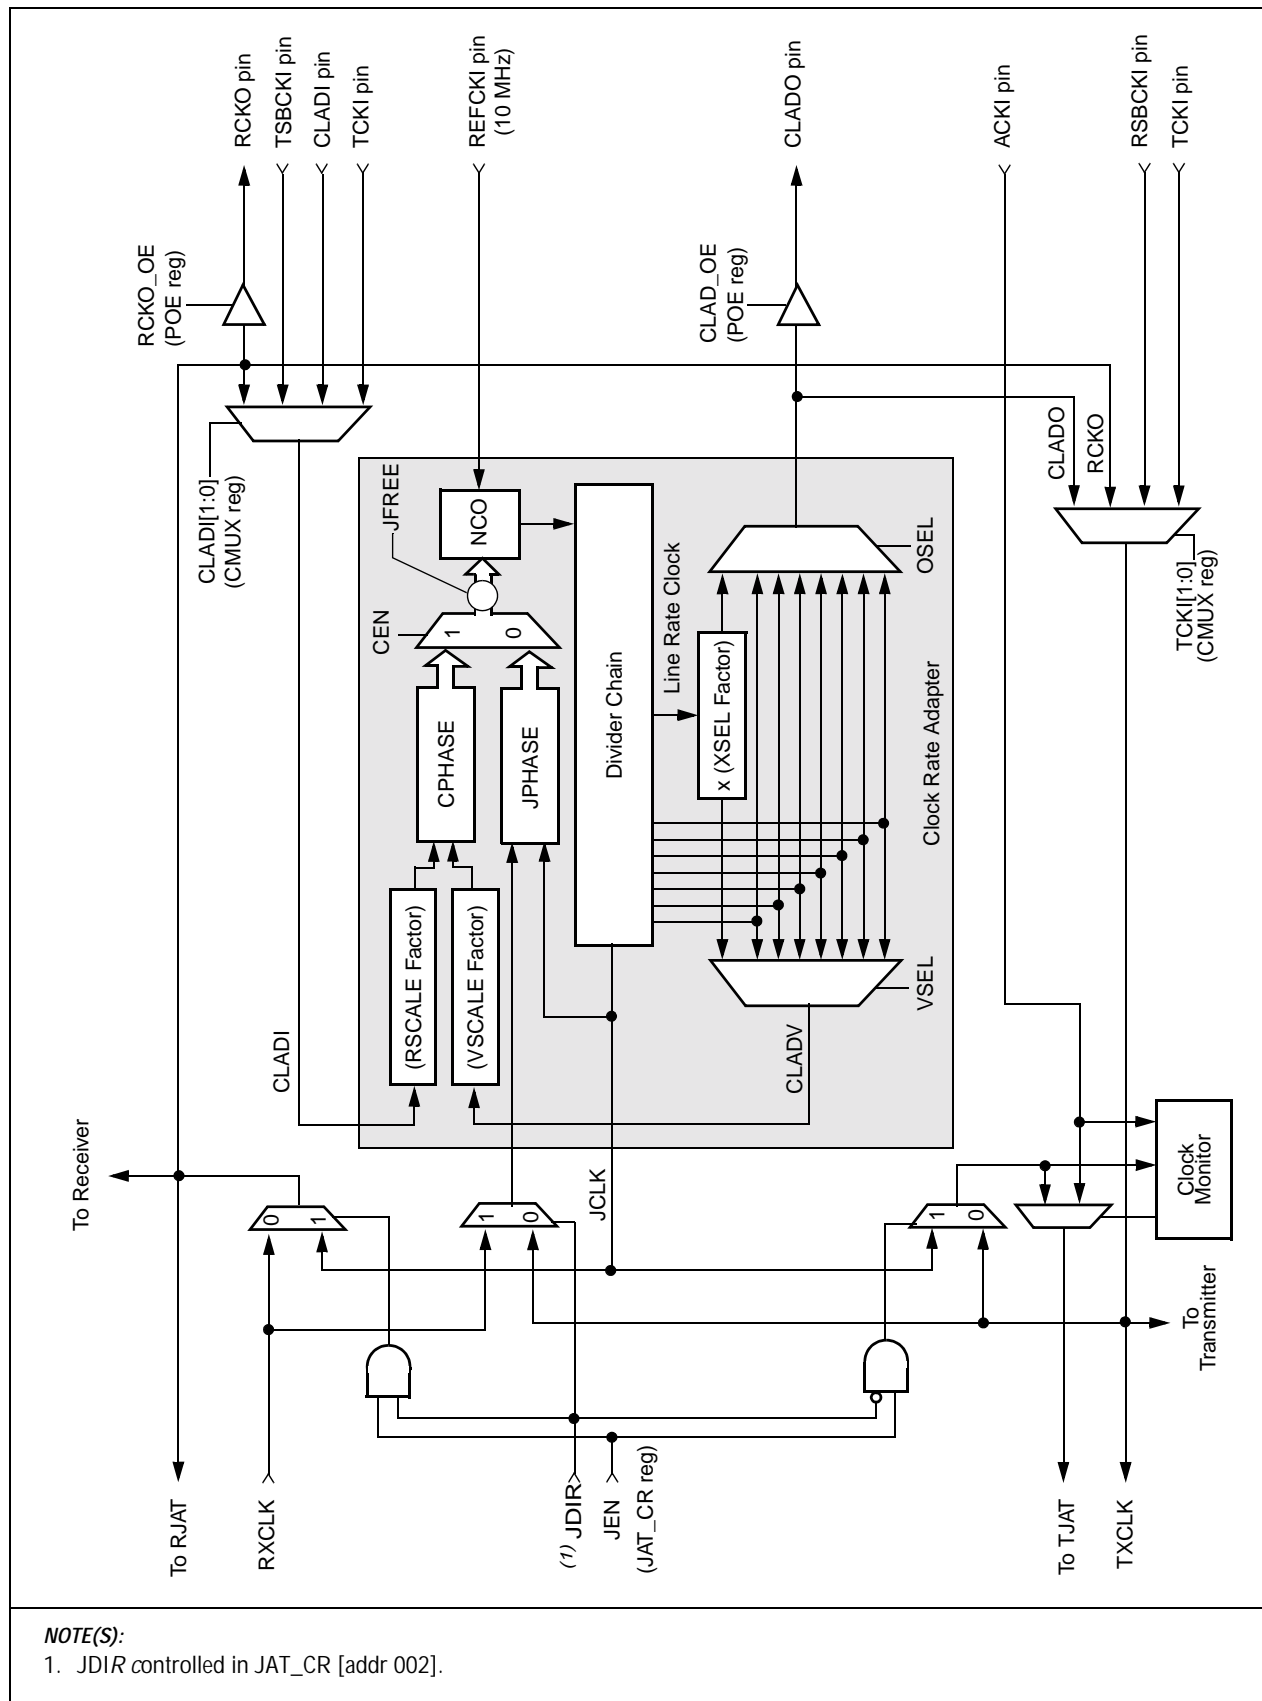 RCKO pin
TSBCKI pin
CLADI pin
TCKI pin
REFCKI pin
(10 MHz)
CLADO pin
ACKI pin
RSBCKI pin
TCKI pin
RCKO_OE
(POE reg)
CLAD_OE
(POE reg)
CLADI[1:0]
(CMUX reg)
CLADO
RCKO
TCKI[1:0]
(CMUX reg)
JFREE
NCO
CEN
1
0
OSEL
CPHASE
JPHASE
Divider Chain
Line Rate Clock
x (XSEL Factor)
Clock Rate Adapter
(RSCALE Factor)
(VSCALE Factor)
VSEL
CLADI
CLADV
To Receiver
JCLK
Clock
Monitor
0
1
1
0
1
0
To
Transmitter
To RJAT
RXCLK
(1) JDIR
JEN
(JAT_CR reg)
To TJAT
TXCLK
NOTE(S):
1. JDIR controlled in JAT_CR [addr 002].